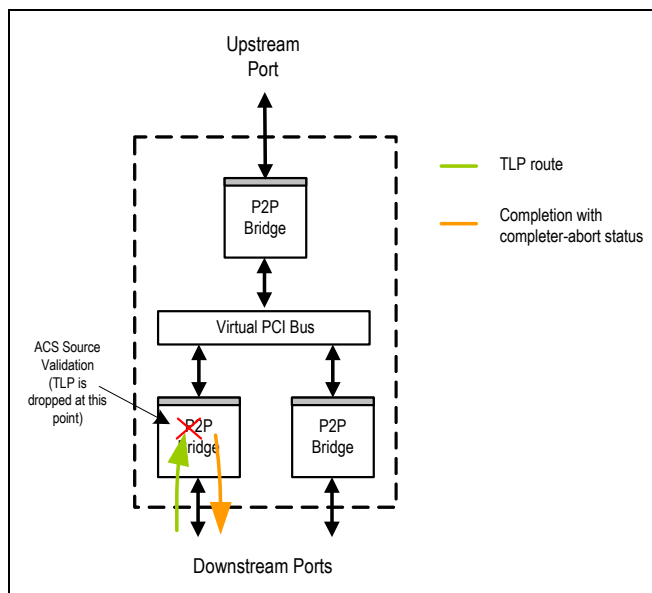 Upstream
Port
TLP route
P2P
Bridge
Completion with
completer-abort status
Virtual PCI Bus
ACS Source
Validation
(TLP is
dropped at this
point)
P2P
Bridge
P2P
Bridge
Downstream Ports